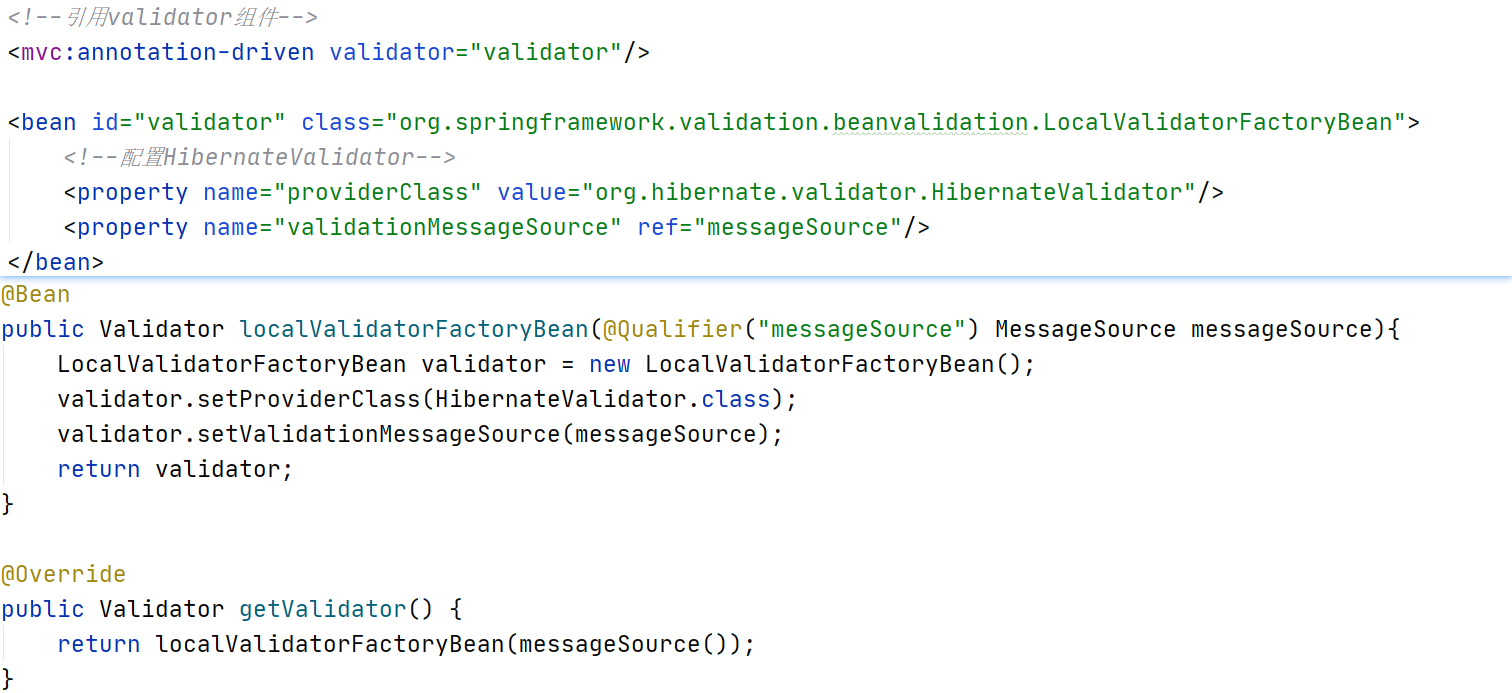 <!--引用validator组件-->
<mvc:annotation-driven validator="validator"/>
<bean id="validator" class="org.springframework.validation.beanvalidation.LocalValidatorFactoryBean">
<!--配置HibernateValidator-->
<property name="providerClass" value="org.hibernate.validator.HibernateValidator"/>
<property name="validationMessageSource" ref="messageSource"/>
</bean>
@Bean
public Validator localValidatorFactoryBean(@Qualifier("messageSource") MessageSource messageSource){
LocalValidatorFactoryBean validator = new LocalValidatorFactoryBean();
validator.setProviderClass(HibernateValidator.class);
validator.setValidationMessageSource(messageSource);
return validator;
}
@Override
public Validator getValidator() {
return localValidatorFactoryBean(messageSource());
}